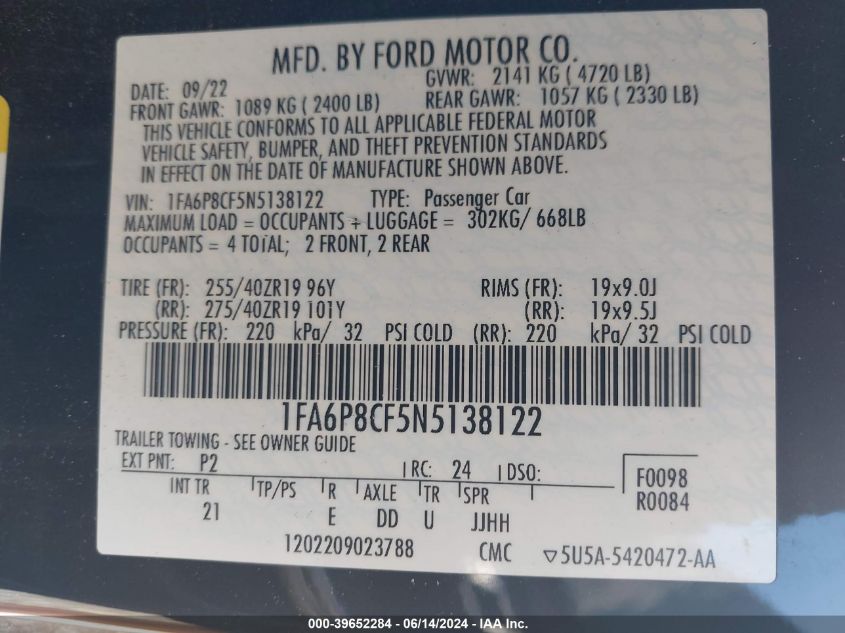 MFD. BY FORD MOTOR CO.
DATE: 09/22 GVWR: 2141 KG ( 4720 LB)
FRONT GAWR: 1089 KG ( 2400 LB) REAR GAWR: 1057 KG ( 2330 LB)
THIS VEHICLE CONFORMS TO ALL APPLICABLE FEDERAL MOTOR
VEHICLE SAFETY, BUMPER, AND THEFT PREVENTION STANDARDS
IN EFFECT ON THE DATE OF MANUFACTURE SHOWN ABOVE.
VIN: 1FA6P8CF5N5138122 TYPE: Passenger Car
MAXIMUM LOAD = OCCUPANTS + LUGGAGE = 302KG/ 668LB
OCCUPANTS = 4 TOTAL; 2 FRONT, 2 REAR
TIRE (FR): 255/40ZR19 96Y RIMS (FR): 19x9.0J
(RR): 275/40ZR19 101Y (RR): 19x9.5J
PRESSURE (FR): 220 kPa/ 32 PSI COLD (RR): 220 kPa/ 32 PSI COLD
1FA6P8CF5N5138122
TRAILER TOWING - SEE OWNER GUIDE
EXT PNT: P2 RC: 24 DSO: F0098
INT TR TP/PS R AXLE TR SPR R0084
21 E DD U JJHH
1202209023788 CMC ▽5U5A-5420472-AA
000-39652284 - 06/14/2024 - IAA Inc.